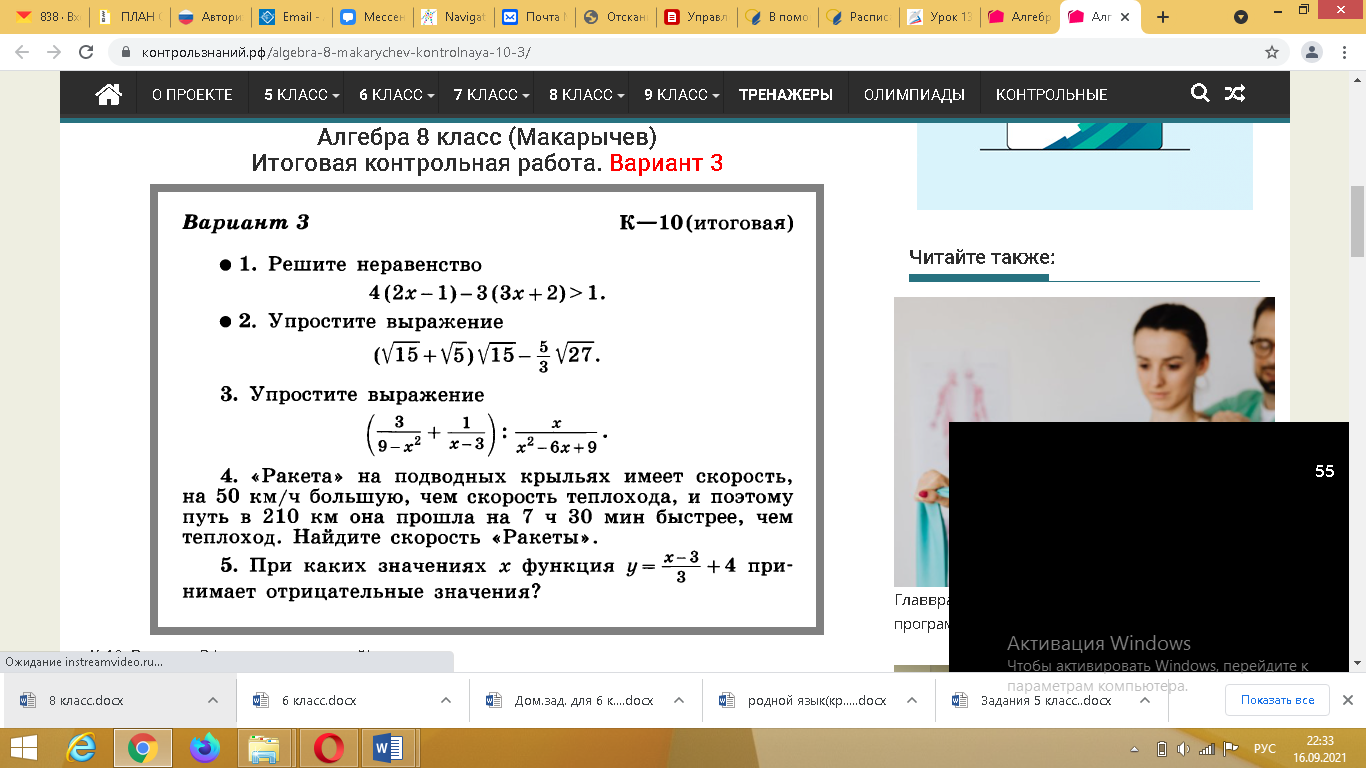 838 - В
ПЛАН
Автори
Email -
Мессен
Navigat
Почта
Отскан
Управл
В помо
Распис
Урок 13
Алгебр
Алг
контрользнаний.рф/algebra-8-makarychev-kontrolnaya-10-3/
О ПРОЕКТЕ 5 КЛАСС 6 КЛАСС 7 КЛАСС 8 КЛАСС 9 КЛАСС ТРЕНАЖЕРЫ ОЛИМПИАДЫ КОНТРОЛЬНЫЕ
Алгебра 8 класс (Макарычев)
Итоговая контрольная работа. Вариант 3
Вариант 3 К—10 (итоговая)
● 1. Решите неравенство
4(2x−1)−3(3x+2)>1.
● 2. Упростите выражение
(√15+√5)√15−5/3√27.
3. Упростите выражение
(3/(9−x²)+1/(x−3)):x/(x²−6x+9).
4. «Ракета» на подводных крыльях имеет скорость,
на 50 км/ч большую, чем скорость теплохода, и поэтому
путь в 210 км она прошла на 7 ч 30 мин быстрее, чем
теплоход. Найдите скорость «Ракеты».
5. При каких значениях x функция y=(x−3)/3+4 при-
нимает отрицательные значения?
Читайте также:
Главвра
програм
55
Активация Windows
Чтобы активировать Windows, перейдите к
параметрам компьютера.
Ожидание instreamvideo.ru...
8 класс.docx
6 класс.docx
Дом.зад. для 6 к....docx
родной язык(кр.....docx
Задания 5 класс..docx
Показать все
РУС
22:33
16.09.2021